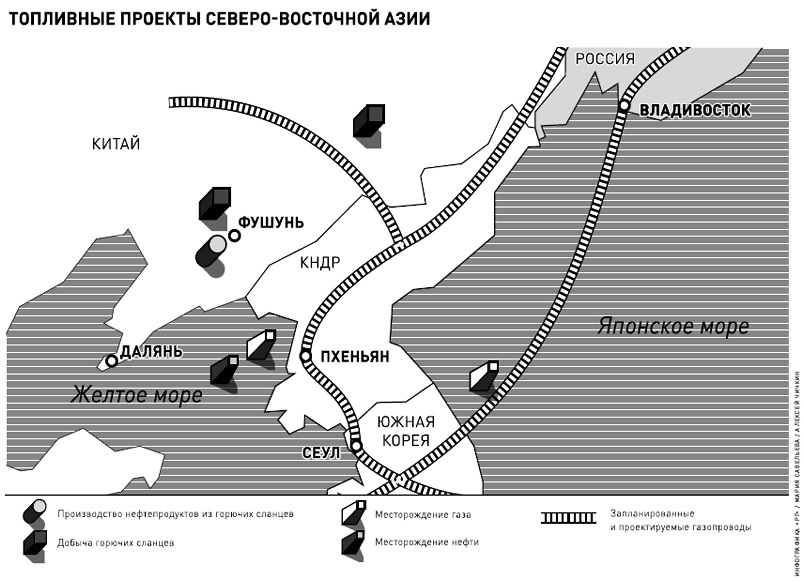 ТОПЛИВНЫЕ ПРОЕКТЫ СЕВЕРО-ВОСТОЧНОЙ АЗИИ
РОССИЯ
ВЛАДИВОСТОК
КИТАЙ
ФУШУНЬ
КНДР
Японское море
ДАЛЯНЬ
ПХЕНЬЯН
Желтое море
ЮЖНАЯ
КОРЕЯ
СЕУЛ
Производство нефтепродуктов из горючих сланцев
Добыча горючих сланцев
Месторождение газа
Месторождение нефти
Запланированные
и проектируемые газопроводы
ИНФОГРАФИКА «РГ» / МАРИЯ САВЕЛЬЕВА / АЛЕКСЕЙ ЧИЧКИН